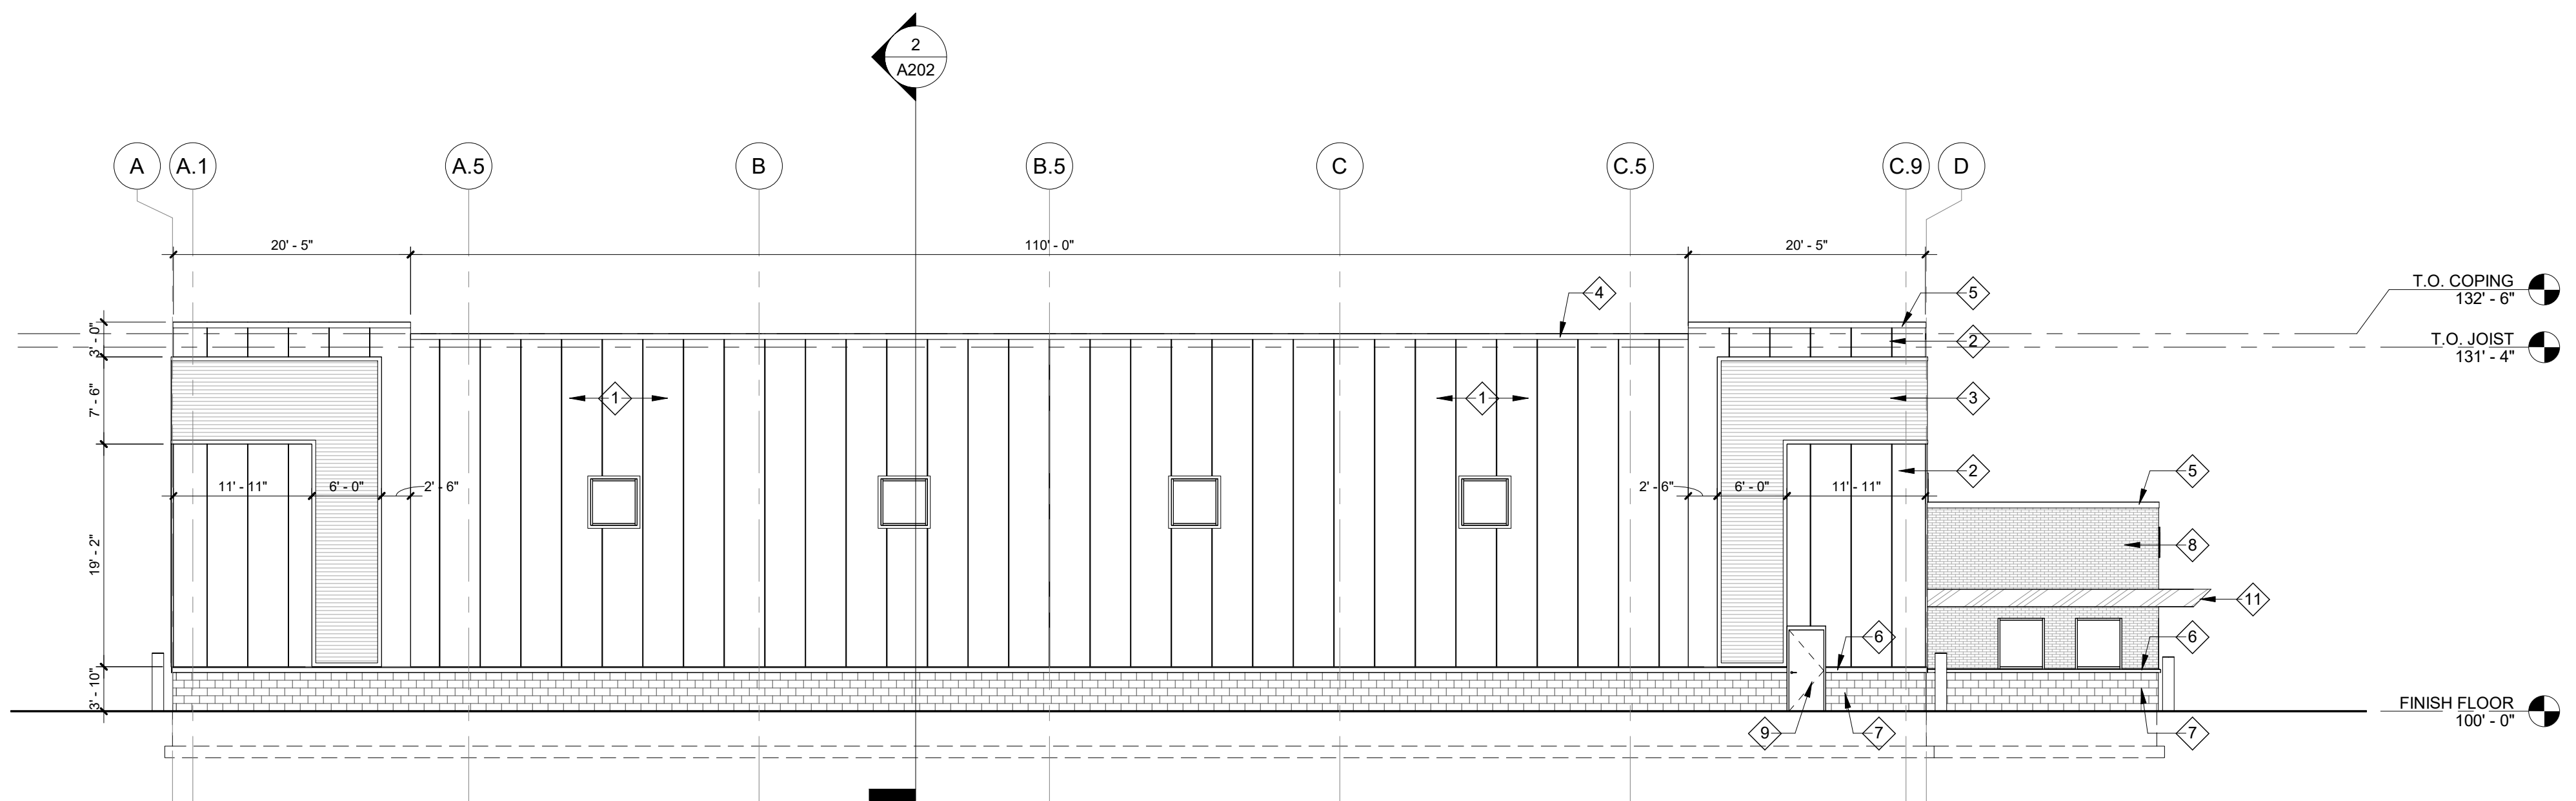 2
A202
A
A.1
A.5
B
B.5
C
C.5
C.9
D
20' - 5"
110' - 0"
20' - 5"
T.O. COPING
132' - 6"
T.O. JOIST
131' - 4"
3' - 0"
7' - 6"
19' - 2"
3' - 10"
4
5
2
1
1
3
2
11' - 11"
6' - 0"
2' - 6"
2' - 6"
6' - 0"
11' - 11"
5
8
11
6
6
FINISH FLOOR
100' - 0"
9
7
7